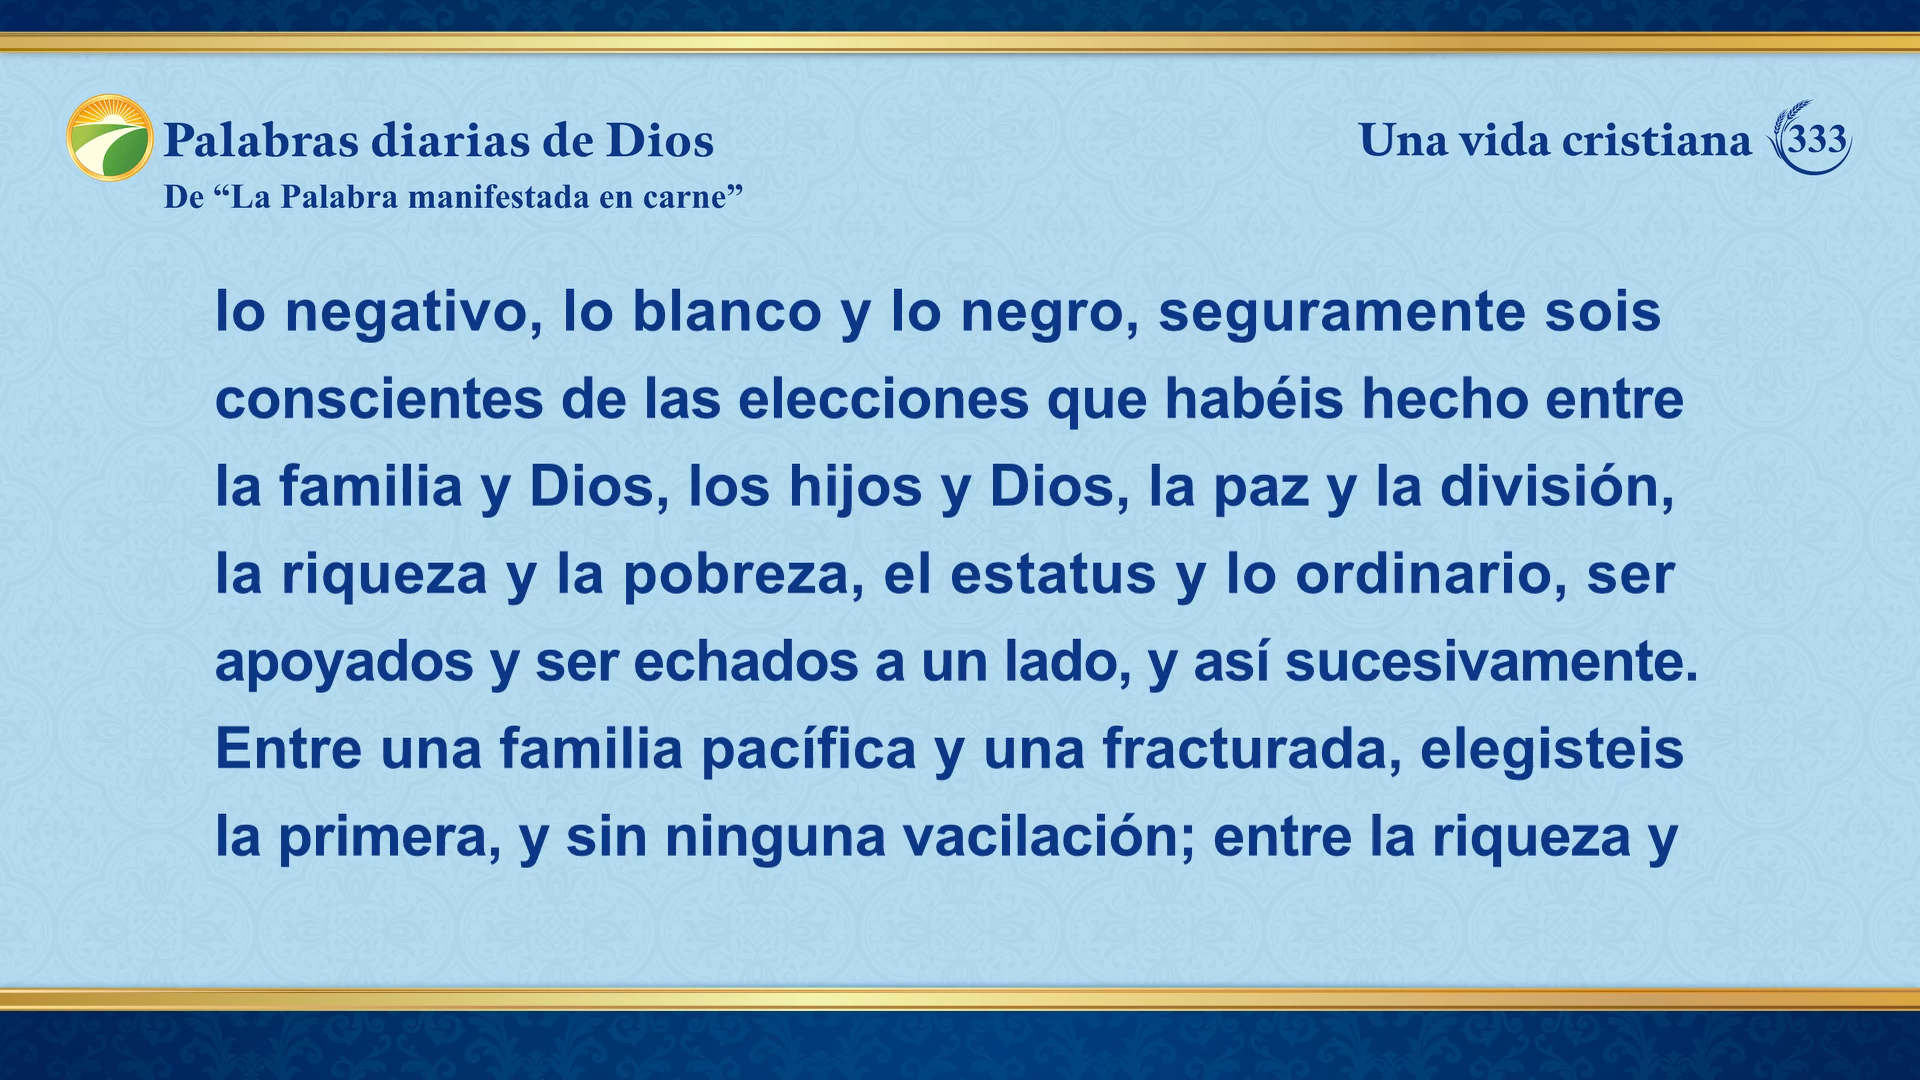 Palabras diarias de Dios
De “La Palabra manifestada en carne”
Una vida cristiana 333
lo negativo, lo blanco y lo negro, seguramente sois
conscientes de las elecciones que habéis hecho entre
la familia y Dios, los hijos y Dios, la paz y la división,
la riqueza y la pobreza, el estatus y lo ordinario, ser
apoyados y ser echados a un lado, y así sucesivamente.
Entre una familia pacífica y una fracturada, elegisteis
la primera, y sin ninguna vacilación; entre la riqueza y